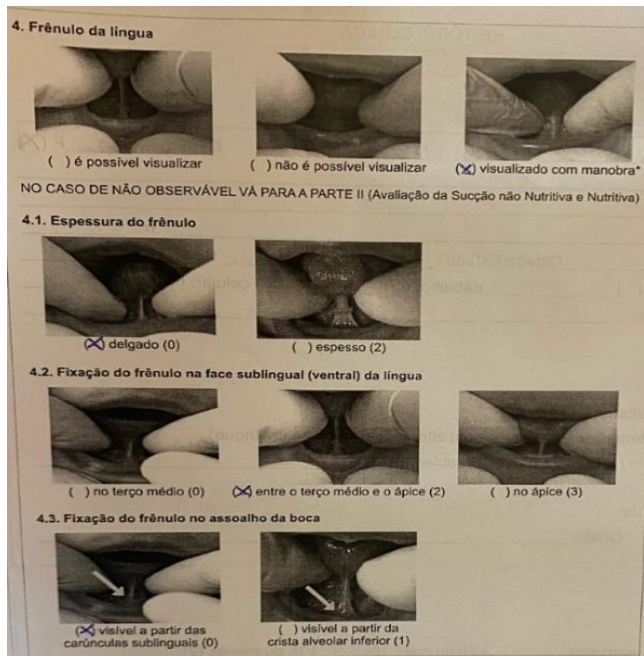 4. Frênulo da língua
( ) é possível visualizar ( ) não é possível visualizar (X) visualizado com manobra*
NO CASO DE NÃO OBSERVÁVEL VÁ PARA A PARTE II (Avaliação da Sucção não Nutritiva e Nutritiva)
4.1. Espessura do frênulo
(X) delgado (0) ( ) espesso (2)
4.2. Fixação do frênulo na face sublingual (ventral) da língua
( ) no terço médio (0) (X) entre o terço médio e o ápice (2) ( ) no ápice (3)
4.3. Fixação do frênulo no assoalho da boca
(X) visível a partir das ( ) visível a partir da
carúnculas sublinguais (0) crista alveolar inferior (1)